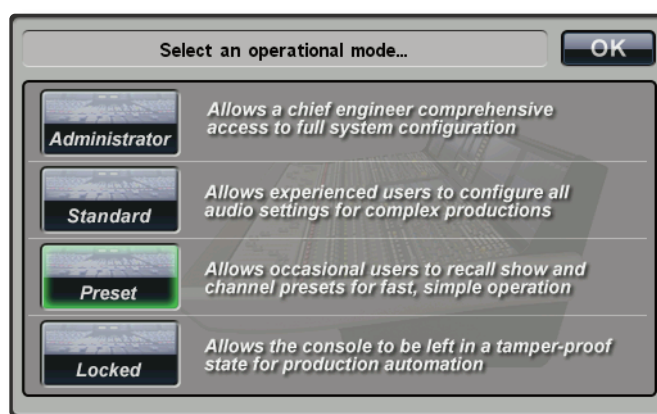 Select an operational mode...
OK
Administrator
Allows a chief engineer comprehensive
access to full system configuration
Standard
Allows experienced users to configure all
audio settings for complex productions
Preset
Allows occasional users to recall show and
channel presets for fast, simple operation
Locked
Allows the console to be left in a tamper-proof
state for production automation